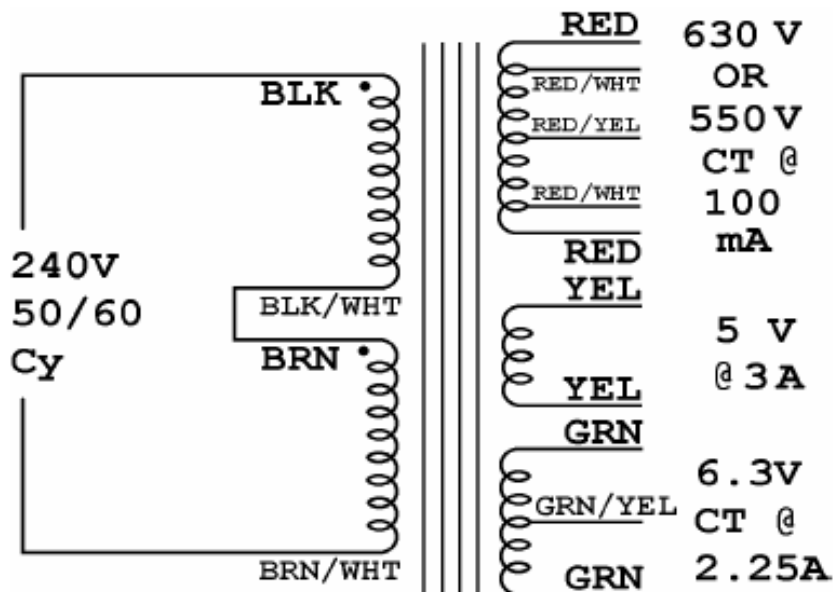 RED
630 V
OR
550V
CT @
100
mA
RED/WHT
RED/YEL
RED/WHT
RED
BLK
240V
50/60
Cy
BLK/WHT
BRN
BRN/WHT
YEL
5 V
@ 3 A
YEL
GRN
6.3V
CT @
2.25A
GRN/YEL
GRN